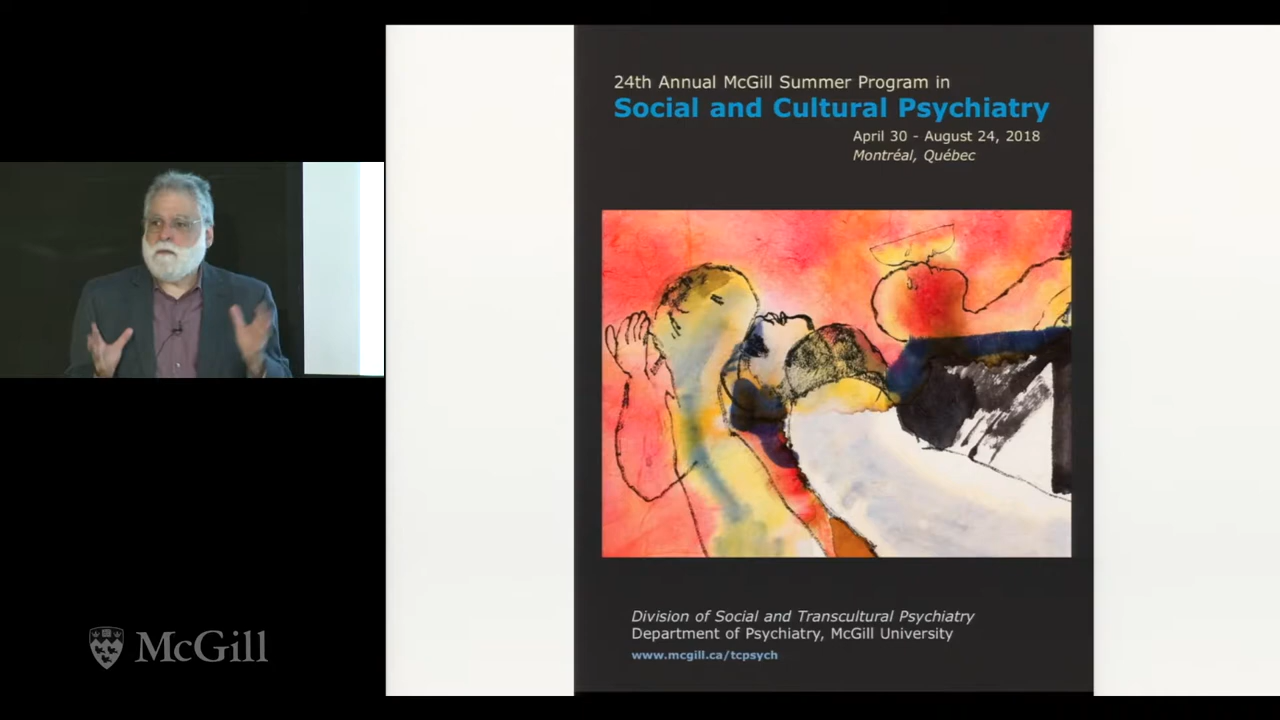 24th Annual McGill Summer Program in
Social and Cultural Psychiatry
April 30 - August 24, 2018
Montréal, Québec
Division of Social and Transcultural Psychiatry
Department of Psychiatry, McGill University
www.mcgill.ca/tcpsych
McGill